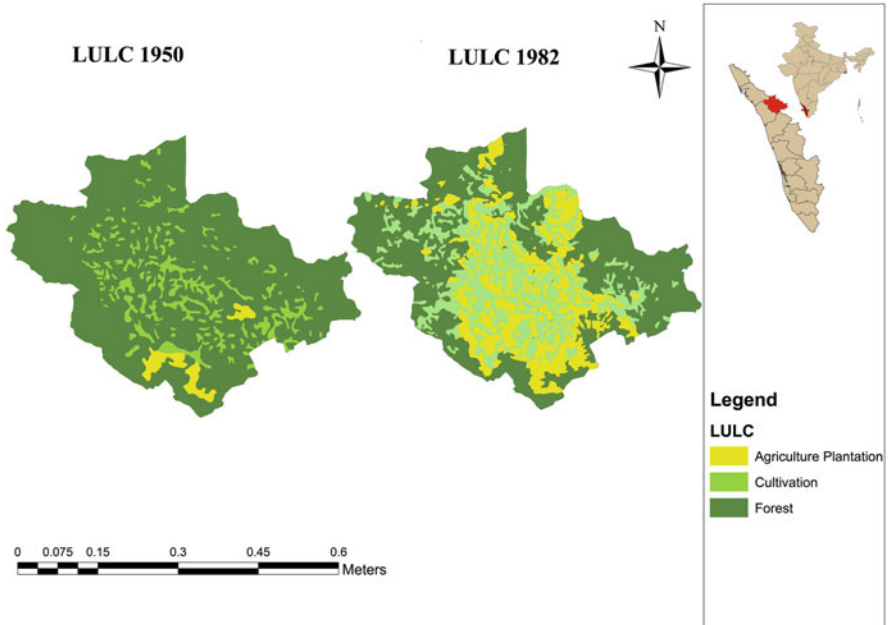 LULC 1950
LULC 1982
N
Legend
LULC
Agriculture Plantation
Cultivation
Forest
0 0.075 0.15 0.3 0.45 0.6
Meters